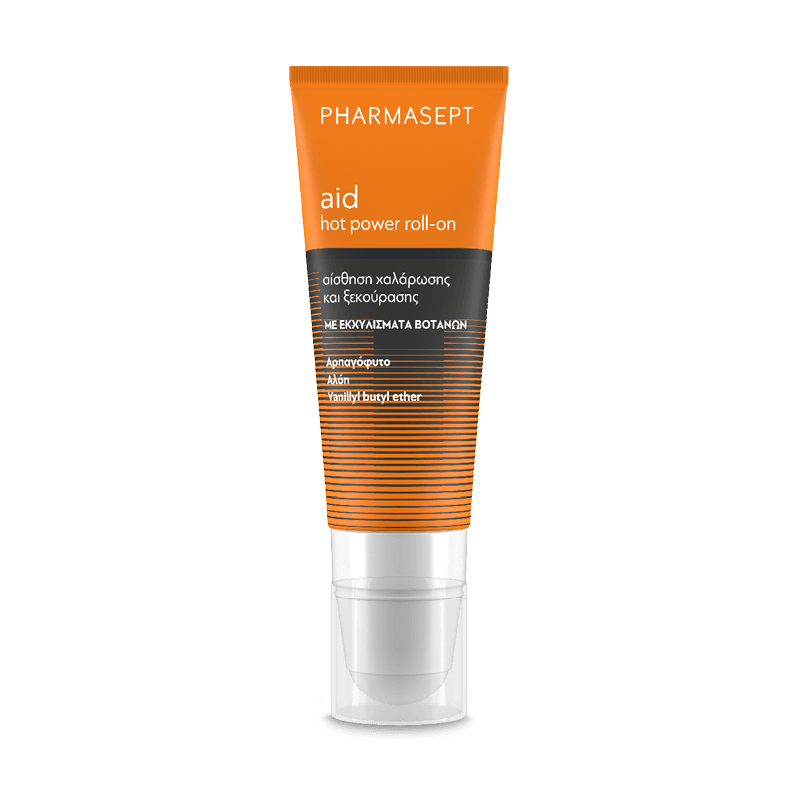 PHARMASEPT
aid
hot power roll-on
αίσθηση χαλάρωσης
και ξεκούρασης
ΜΕ ΕΚΧΥΛΙΣΜΑΤΑ ΒΟΤΑΝΩΝ
Αρπαγόφυτο
Αλόη
Vanillyl butyl ether